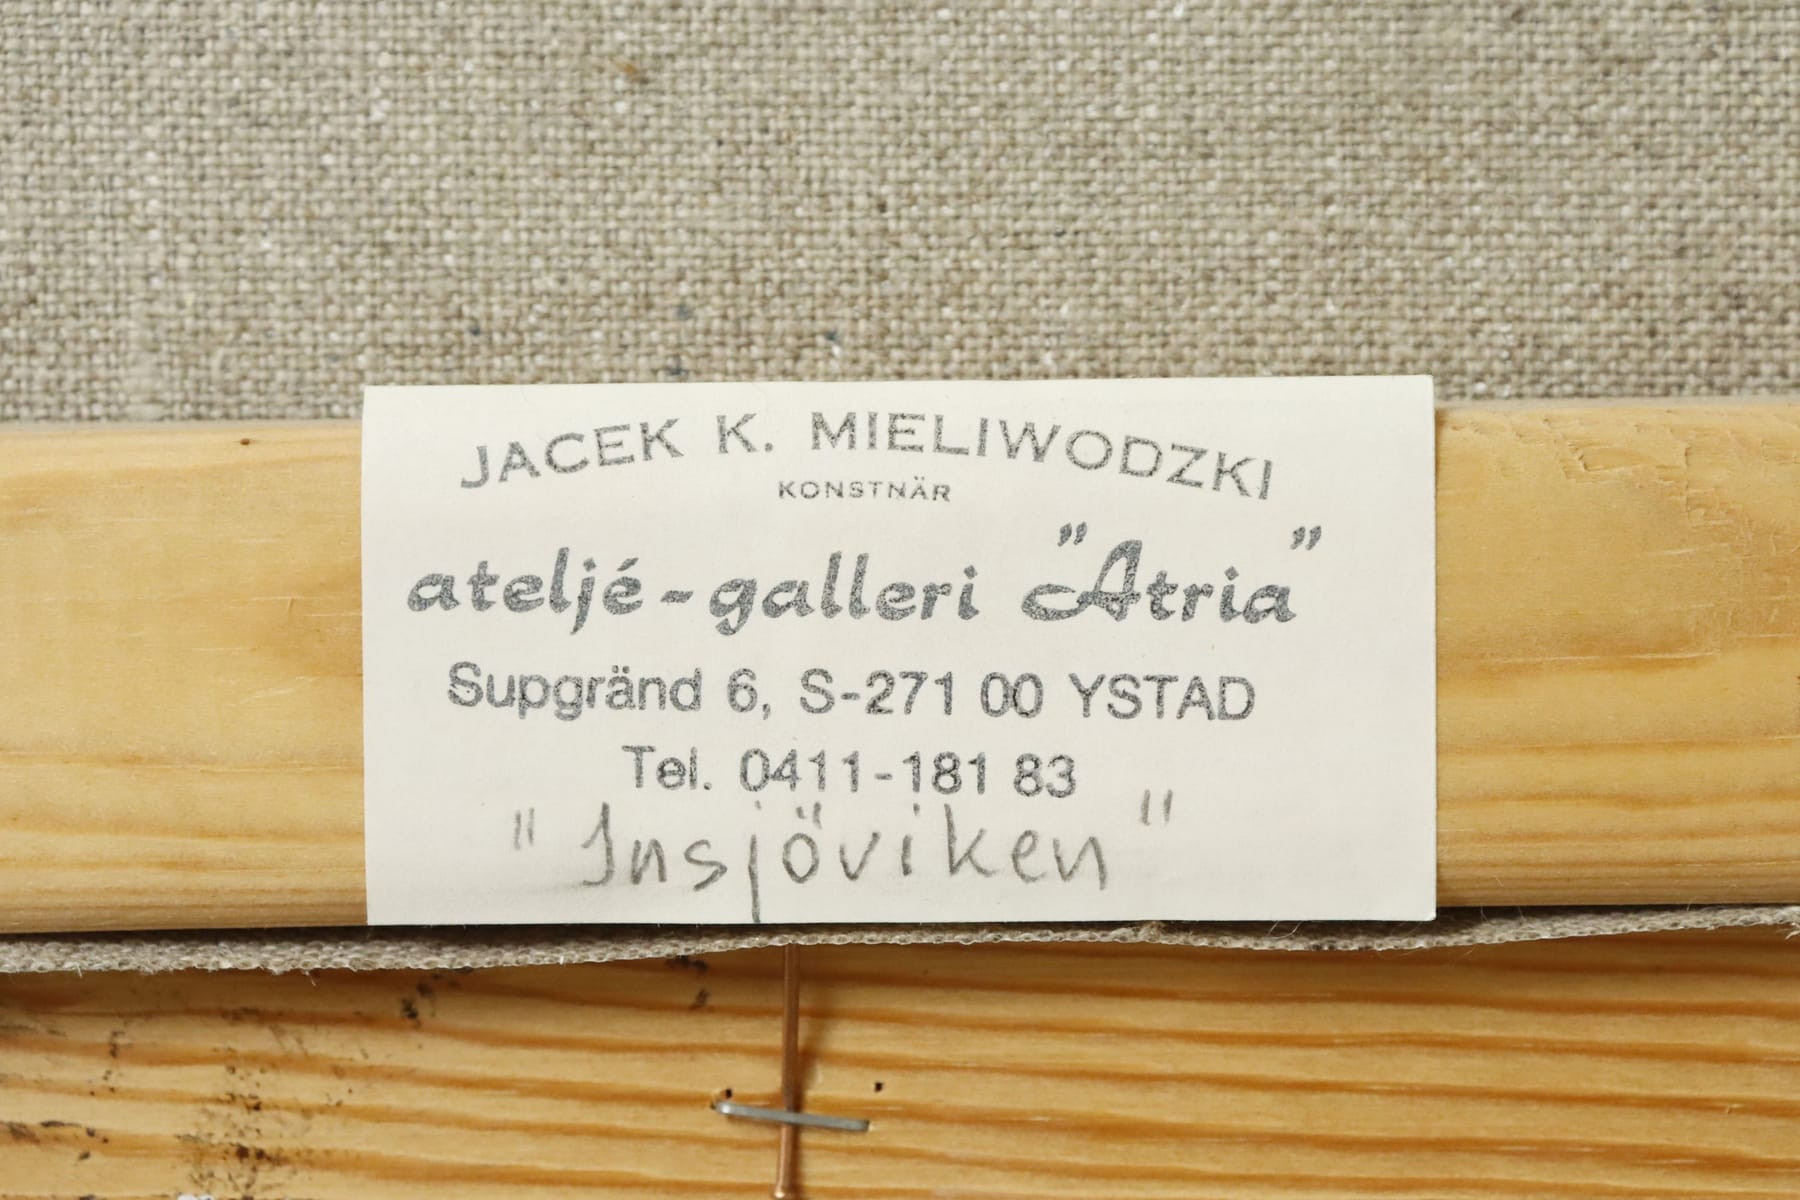 JACEK K. MIELIWODZKI
KONSTNÄR
ateljé-galleri "Atria"
Supgränd 6, S-271 00 YSTAD
Tel. 0411-181 83
"Insjöviken"